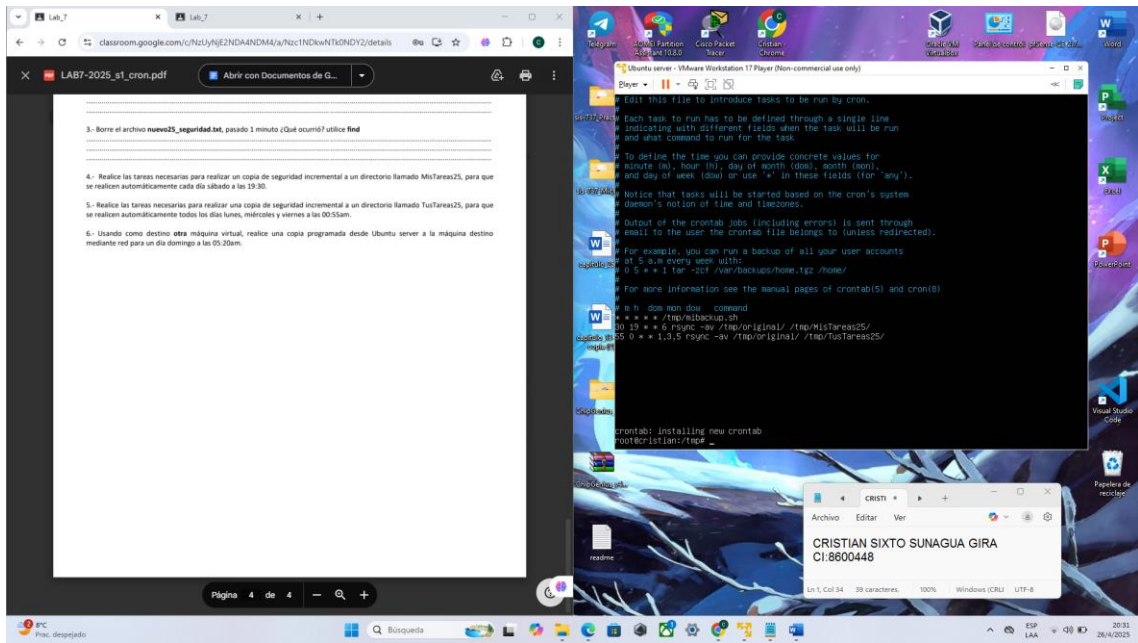 Lab_7
Lab_7
classroom.google.com/c/NzUyNjE2NDA4NDM4/a/Nzc1NDkwNTk0NDY2/details
LAB7-2025_s1_cron.pdf
Abrir con Documentos de G...
3.- Borre el archivo nuevo25_seguridad.txt, pasado 1 minuto ¿Qué ocurrió? utilice find
4.- Realice las tareas necesarias para realizar un copia de seguridad incremental a un directorio llamado MisTareas25, para que
se realicen automáticamente cada día sábado a las 19:30.
5.- Realice las tareas necesarias para realizar una copia de seguridad incremental a un directorio llamado TusTareas25, para que
se realicen automáticamente todos los días lunes, miércoles y viernes a las 00:55am.
6.- Usando como destino otra máquina virtual, realice una copia programada desde Ubuntu server a la máquina destino
mediante red para un día domingo a las 05:20am.
Página 4 de 4
Telegram
AOMEI Partition
Assistant 10.8.0
Cisco Packet
Tracer
Cristian -
Chrome
Oracle VM
VirtualBox
Panel de control
Word
Ubuntu server - VMware Workstation 17 Player (Non-commercial use only)
Player
# Edit this file to introduce tasks to be run by cron.
#
# Each task to run has to be defined through a single line
# indicating with different fields when the task will be run
# and what command to run for the task
#
# To define the time you can provide concrete values for
# minute (m), hour (h), day of month (dom), month (mon),
# and day of week (dow) or use '*' in these fields (for 'any').
#
# Notice that tasks will be started based on the cron's system
# daemon's notion of time and timezones.
#
# Output of the crontab jobs (including errors) is sent through
# email to the user the crontab file belongs to (unless redirected).
#
# For example, you can run a backup of all your user accounts
# at 5 a.m every week with:
# 0 5 * * 1 tar -zcf /var/backups/home.tgz /home/
#
# For more information see the manual pages of crontab(5) and cron(8)
#
# m h  dom mon dow   command
* * * * * /tmp/mibackup.sh
30 19 * * 6 rsync -av /tmp/original/ /tmp/MisTareas25/
55 0 * * 1,3,5 rsync -av /tmp/original/ /tmp/TusTareas25/
crontab: installing new crontab
root@cristian:/tmp# _
Project
Excel
PowerPoint
Visual Studio
Code
Papelera de
reciclaje
readme
CRISTI
Archivo Editar Ver
CRISTIAN SIXTO SUNAGUA GIRA
CI:8600448
Ln 1, Col 34 39 caracteres. 100% Windows (CRLI UTF-8
8°C
Prac. despejado
Búsqueda
ESP
LAA
20:31
26/4/2025